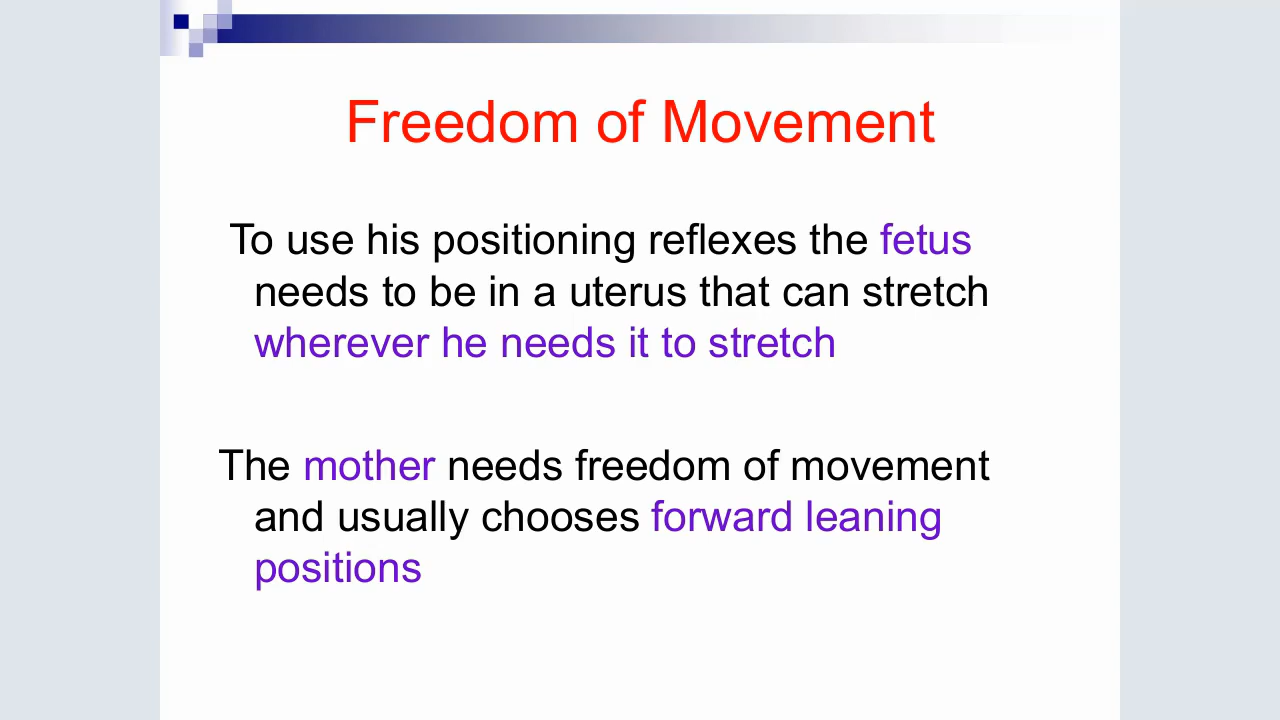 Freedom of Movement
To use his positioning reflexes the fetus
needs to be in a uterus that can stretch
wherever he needs it to stretch
The mother needs freedom of movement
and usually chooses forward leaning
positions